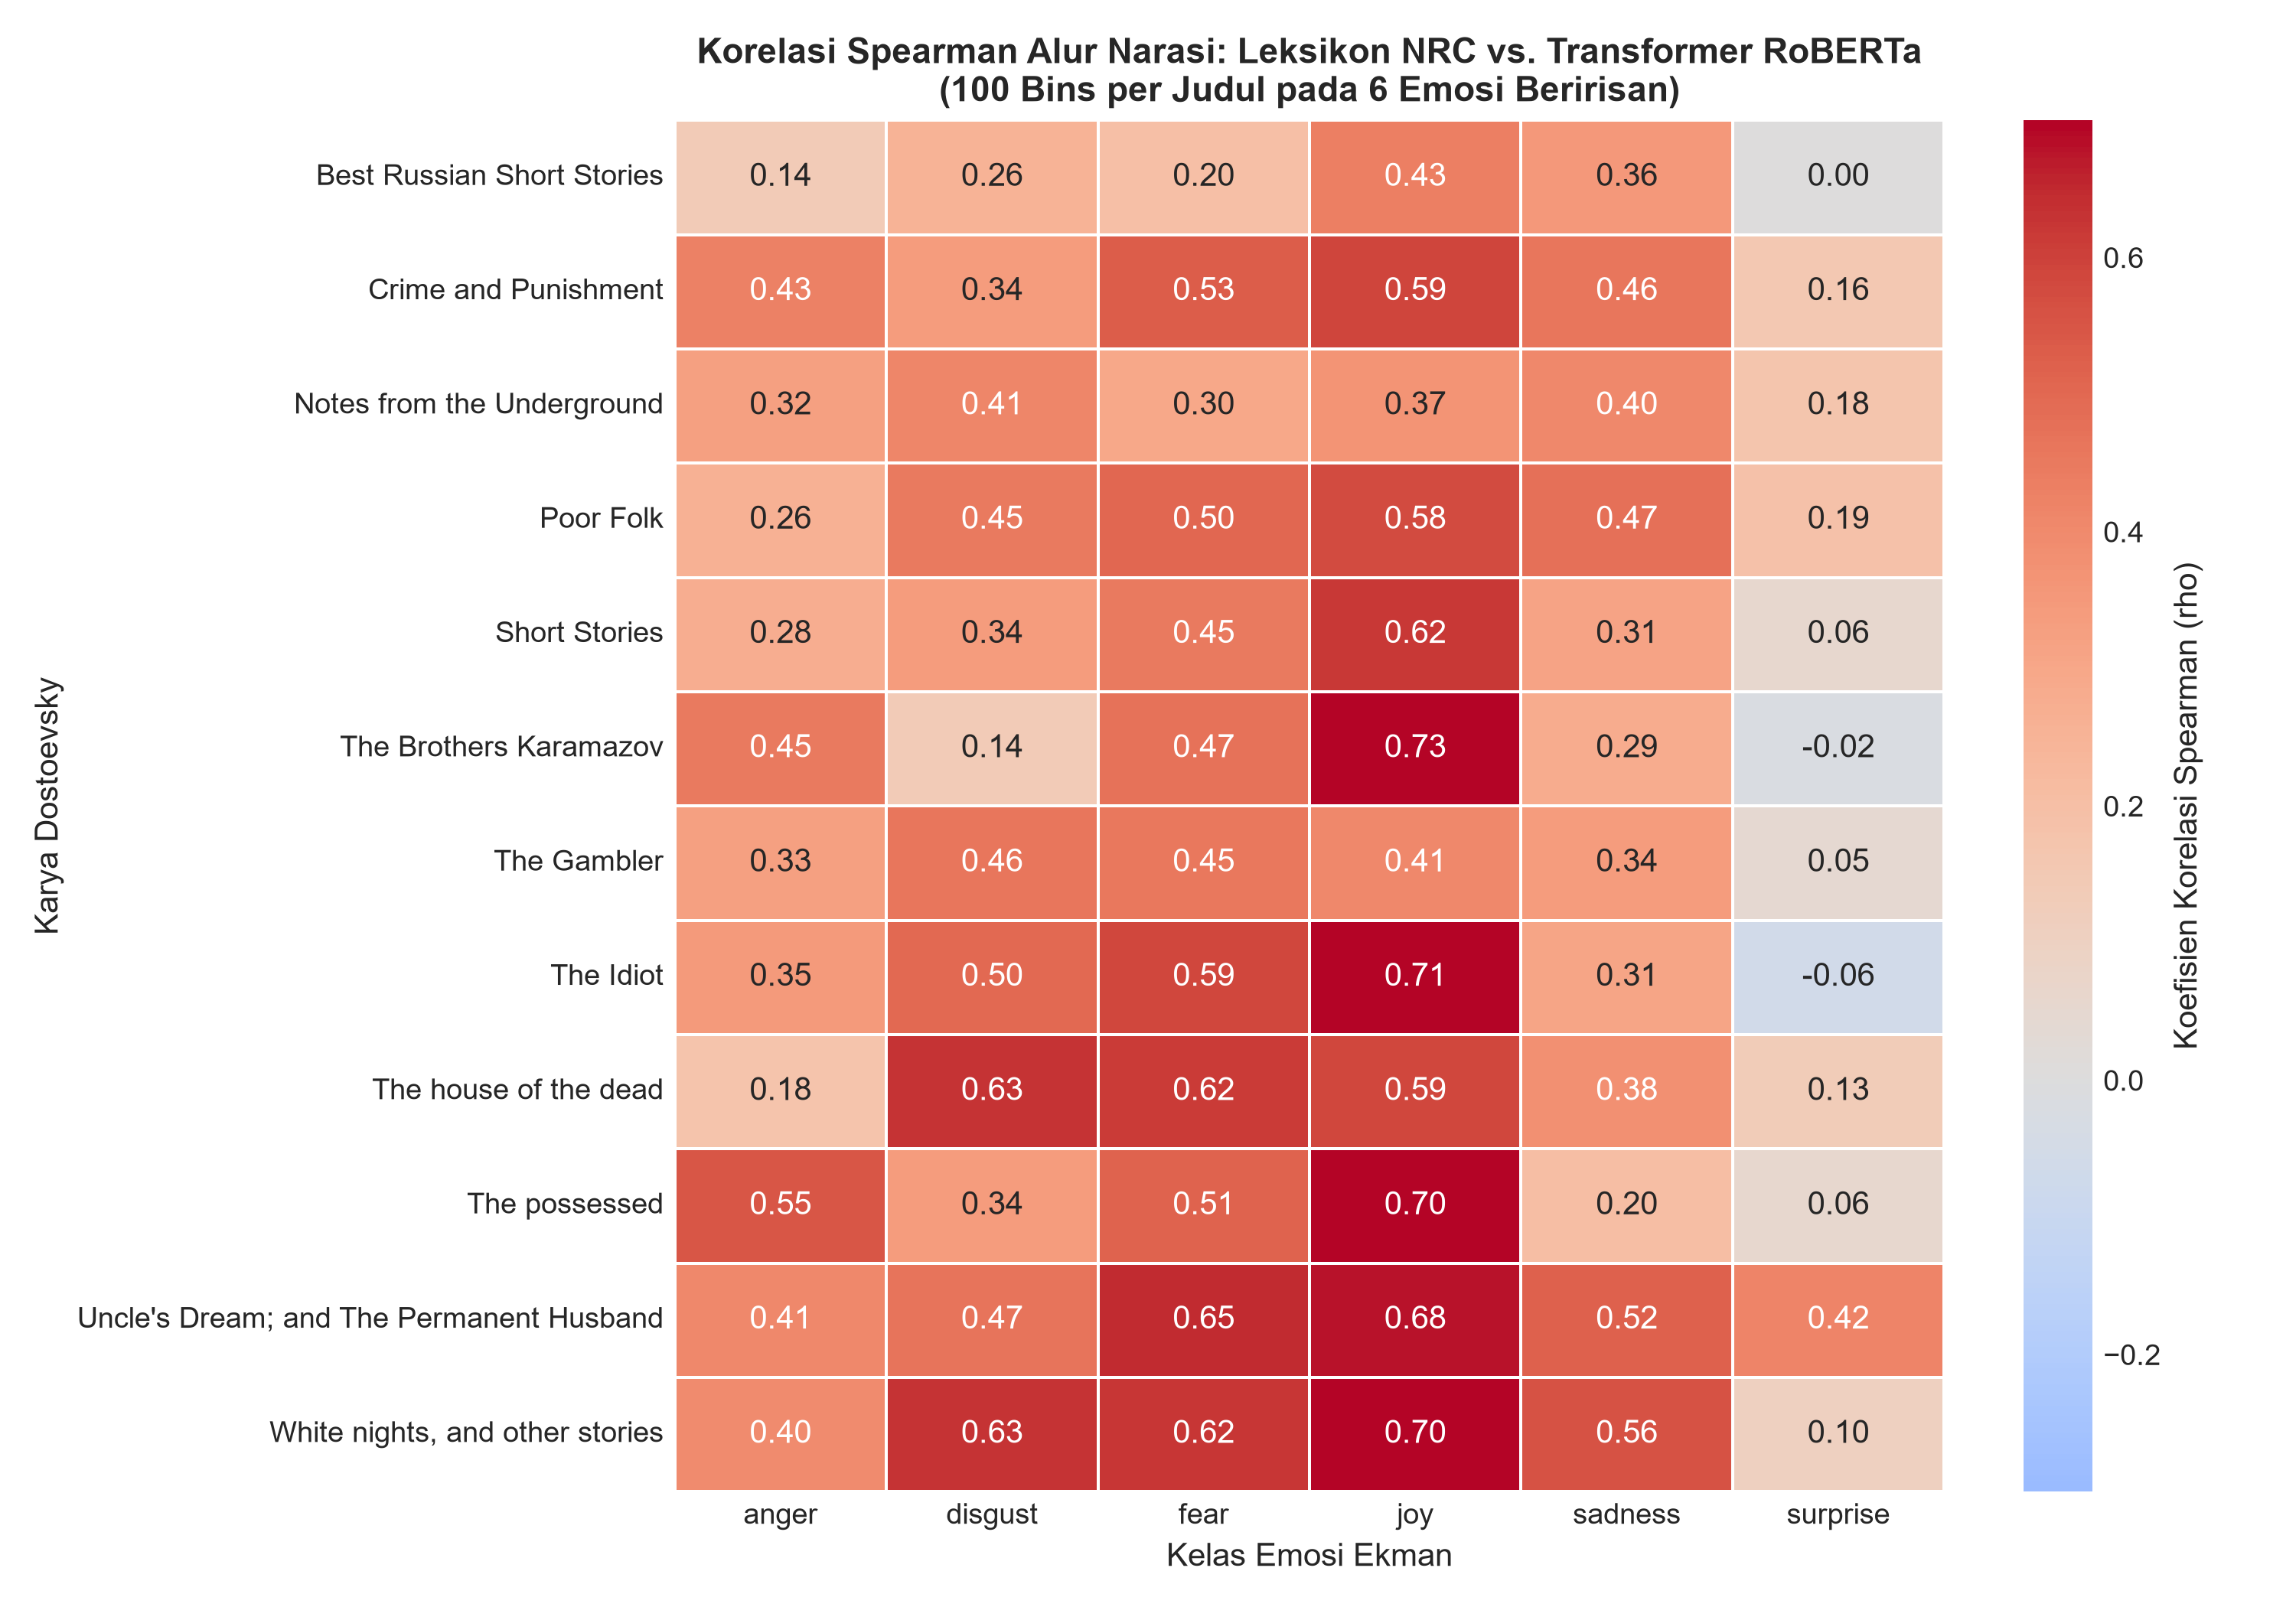 Korelasi Spearman Alur Narasi: Leksikon NRC vs. Transformer RoBERTa
(100 Bins per Judul pada 6 Emosi Beririsan)
Karya Dostoevsky
Best Russian Short Stories 0.14 0.26 0.20 0.43 0.36 0.00
Crime and Punishment 0.43 0.34 0.53 0.59 0.46 0.16
Notes from the Underground 0.32 0.41 0.30 0.37 0.40 0.18
Poor Folk 0.26 0.45 0.50 0.58 0.47 0.19
Short Stories 0.28 0.34 0.45 0.62 0.31 0.06
The Brothers Karamazov 0.45 0.14 0.47 0.73 0.29 -0.02
The Gambler 0.33 0.46 0.45 0.41 0.34 0.05
The Idiot 0.35 0.50 0.59 0.71 0.31 -0.06
The house of the dead 0.18 0.63 0.62 0.59 0.38 0.13
The possessed 0.55 0.34 0.51 0.70 0.20 0.06
Uncle's Dream; and The Permanent Husband 0.41 0.47 0.65 0.68 0.52 0.42
White nights, and other stories 0.40 0.63 0.62 0.70 0.56 0.10
anger disgust fear joy sadness surprise
Kelas Emosi Ekman
0.6
0.4
0.2
0.0
−0.2
Koefisien Korelasi Spearman (rho)